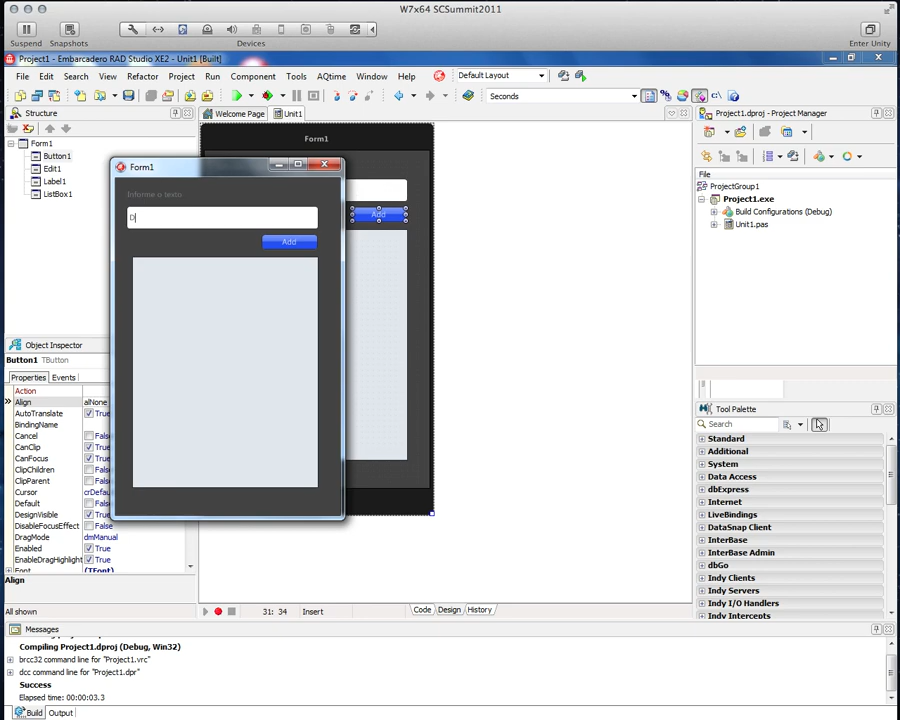 W7x64 SCSummit2011
Suspend
Snapshots
Devices
Enter Unity
Project1 - Embarcadero RAD Studio XE2 - Unit1 [Built]
File Edit Search View Refactor Project Run Component Tools AQtime Window Help
Default Layout
Seconds
Structure
Welcome Page
Unit1
Project1.dproj - Project Manager
Form1
Button1
Edit1
Label1
ListBox1
Form1
Form1
Informe o texto
D
Add
Add
File
ProjectGroup1
Project1.exe
Build Configurations (Debug)
Unit1.pas
Object Inspector
Button1 TButton
Properties
Events
Action
Align alNone
AutoTranslate True
BindingName
Cancel False
CanClip True
CanFocus True
ClipChildren False
ClipParent False
Cursor crDefau
Default False
DesignVisible True
DisableFocusEffect False
DragMode dmManual
Enabled True
EnableDragHighlight True
Font (TFont)
Align
All shown
Tool Palette
Search
Standard
Additional
System
Data Access
dbExpress
Internet
LiveBindings
DataSnap Client
InterBase
InterBase Admin
dbGo
Indy Clients
Indy Servers
Indy I/O Handlers
Indy Intercepts
31: 34
Insert
Code
Design
History
Messages
Compiling Project1.dproj (Debug, Win32)
brcc32 command line for "Project1.vrc"
dcc command line for "Project1.dpr"
Success
Elapsed time: 00:00:03.3
Build
Output